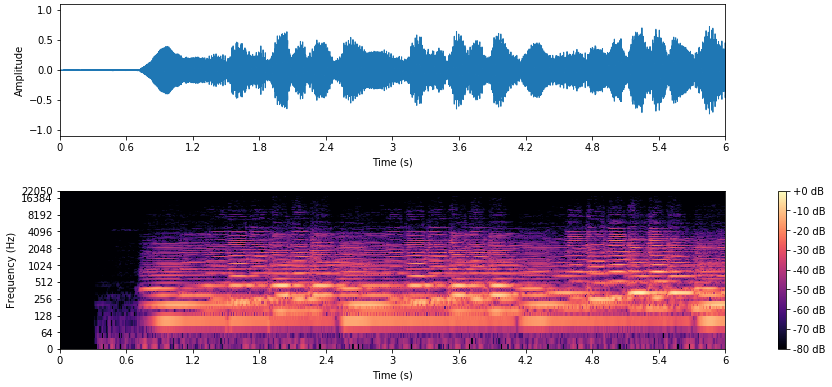 1.0
0.5
0.0
−0.5
−1.0
Amplitude
0 0.6 1.2 1.8 2.4 3 3.6 4.2 4.8 5.4 6
Time (s)
22050
16384
8192
4096
2048
1024
512
256
128
64
0
Frequency (Hz)
0 0.6 1.2 1.8 2.4 3 3.6 4.2 4.8 5.4 6
Time (s)
+0 dB
-10 dB
-20 dB
-30 dB
-40 dB
-50 dB
-60 dB
-70 dB
-80 dB